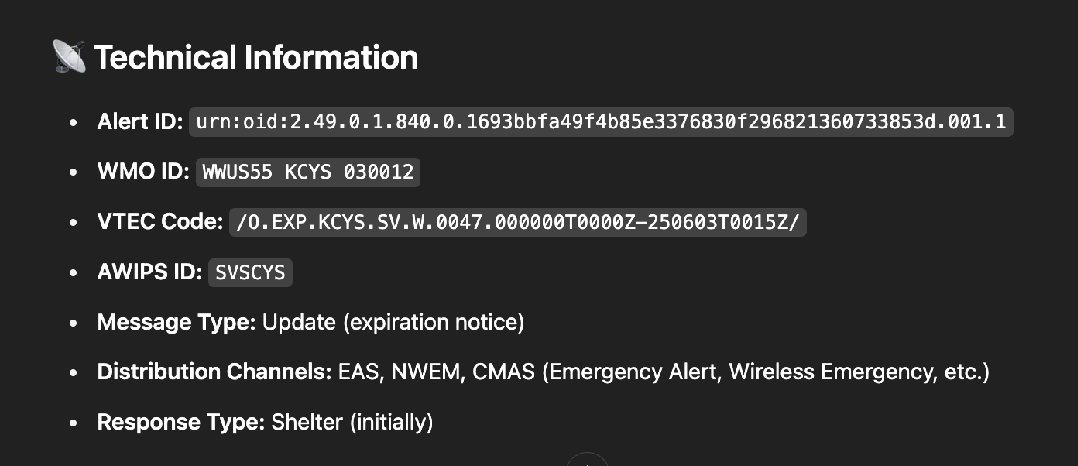 Technical Information
• Alert ID: urn:oid:2.49.0.1.840.0.1693bbfa49f4b85e3376830f296821360733853d.001.1
• WMO ID: WWUS55 KCYS 030012
• VTEC Code: /O.EXP.KCYS.SV.W.0047.000000T0000Z-250603T0015Z/
• AWIPS ID: SVSCYS
• Message Type: Update (expiration notice)
• Distribution Channels: EAS, NWEM, CMAS (Emergency Alert, Wireless Emergency, etc.)
• Response Type: Shelter (initially)